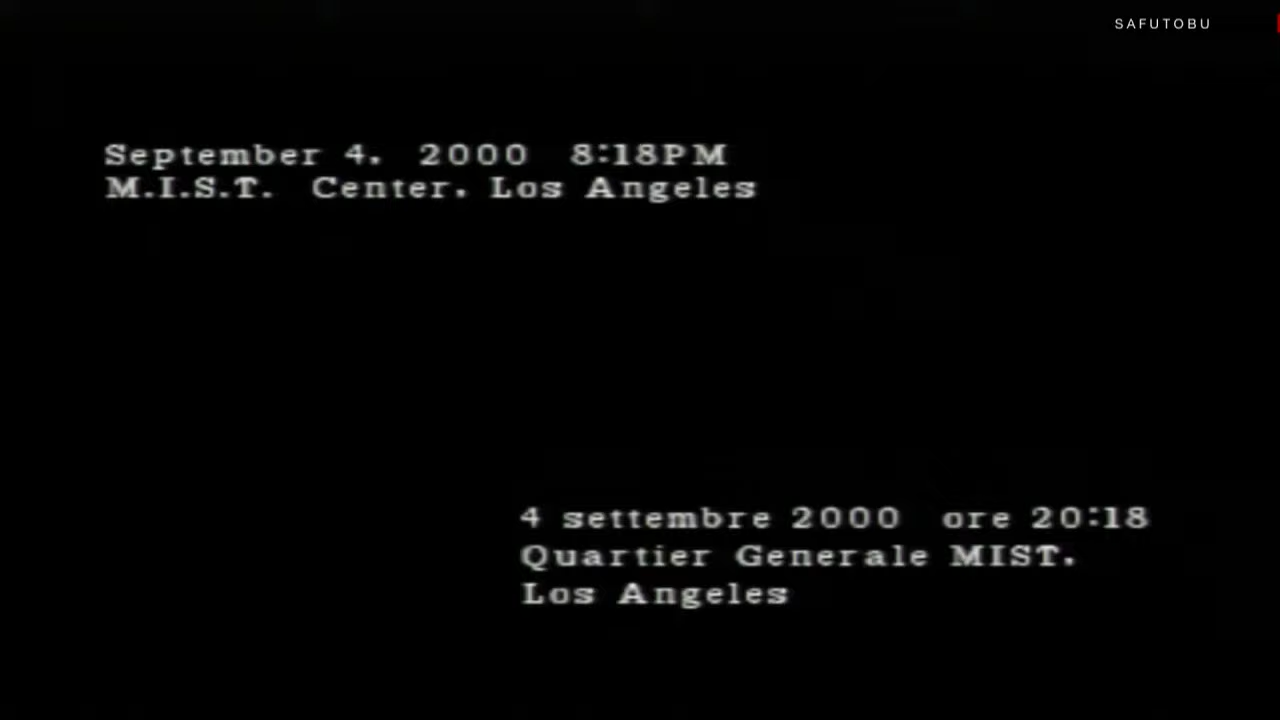 SAFUTOBU
September 4. 2000 8:18PM
M.I.S.T. Center. Los Angeles
4 settembre 2000 ore 20:18
Quartier Generale MIST.
Los Angeles